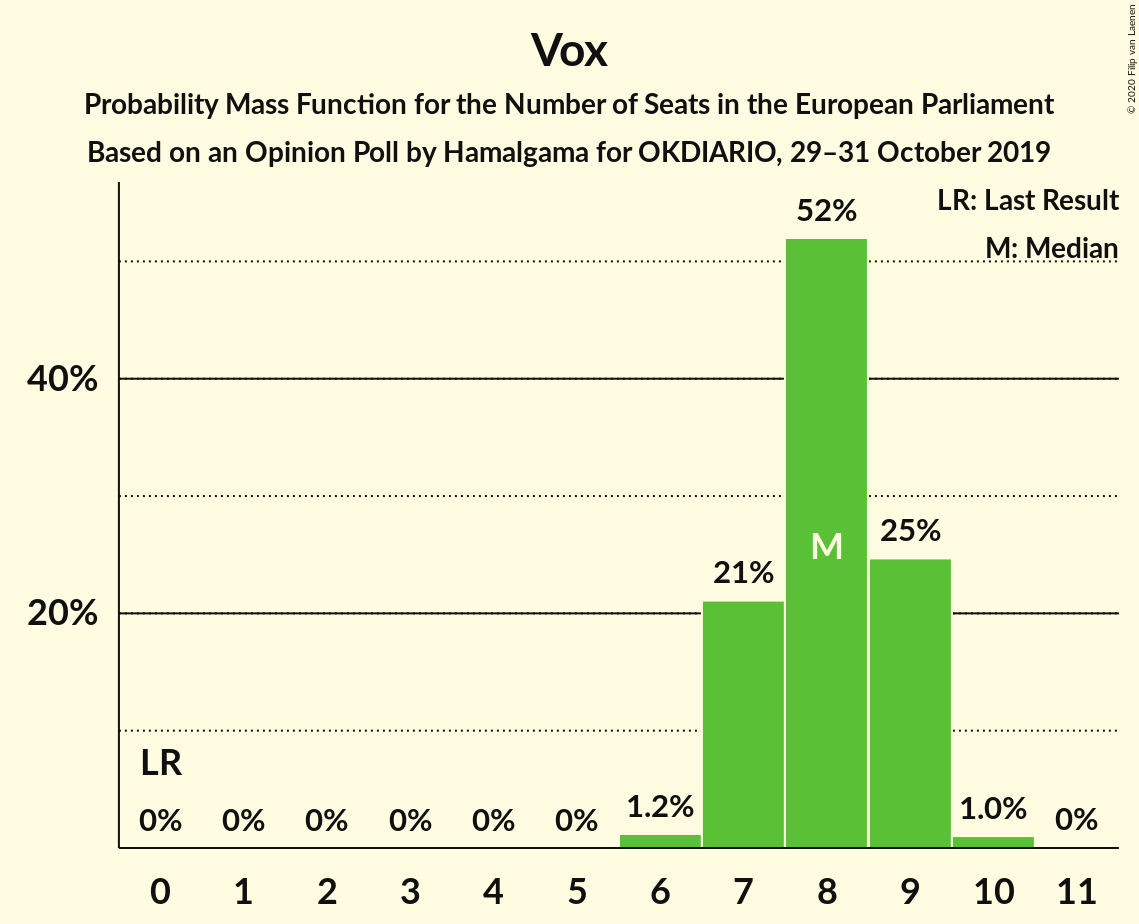 Vox
Probability Mass Function for the Number of Seats in the European Parliament
Based on an Opinion Poll by Hamalgama for OKDIARIO, 29–31 October 2019
© 2020 Filip van Laenen
LR: Last Result
M: Median
52%
40%
25%
M
21%
20%
LR
0% 0% 0% 0% 0% 0% 1.2% 1.0% 0%
0 1 2 3 4 5 6 7 8 9 10 11